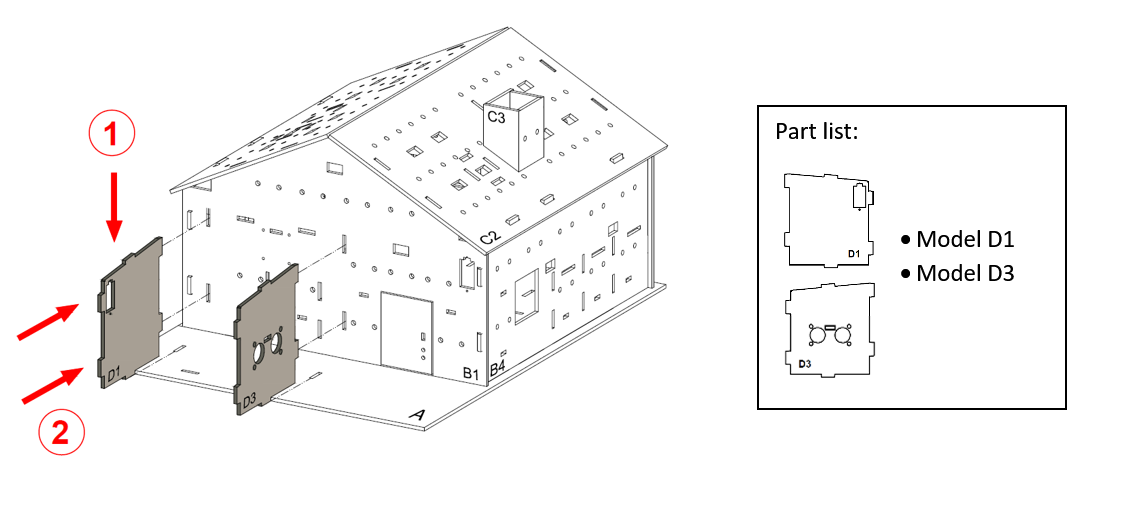 1
C3
C2
D1
D3
B1
B4
A
2
Part list:
D1
• Model D1
• Model D3
D3